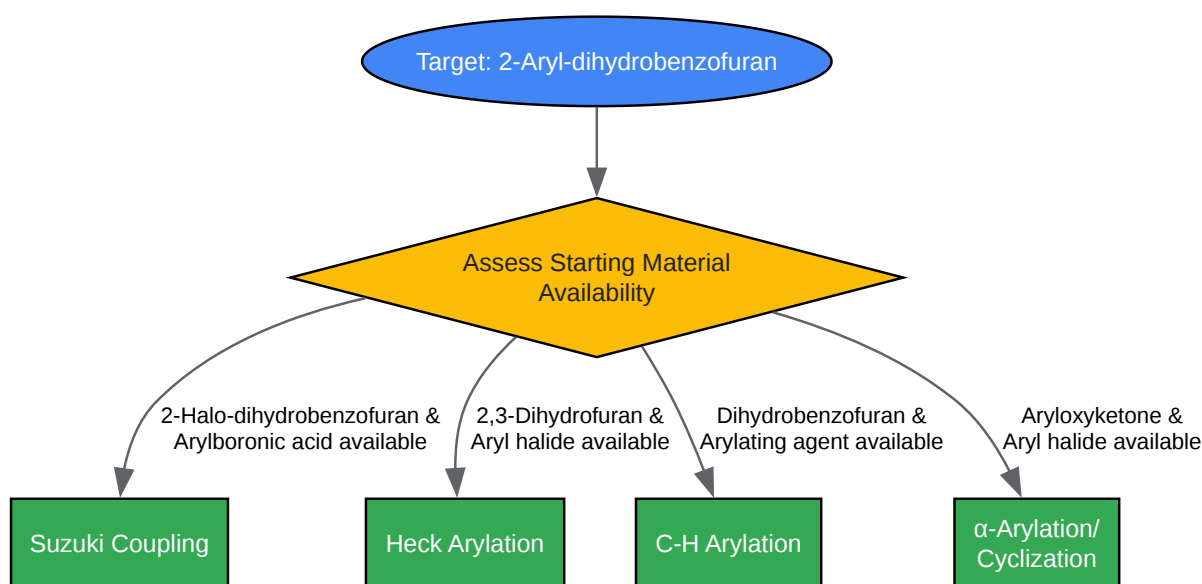 Target: 2-Aryl-dihydrobenzofuran
Assess Starting Material
Availability
2-Halo-dihydrobenzofuran &
Arylboronic acid available
2,3-Dihydrofuran &
Aryl halide available
Dihydrobenzofuran &
Arylating agent available
Aryloxyketone &
Aryl halide available
Suzuki Coupling
Heck Arylation
C-H Arylation
α-Arylation/
Cyclization